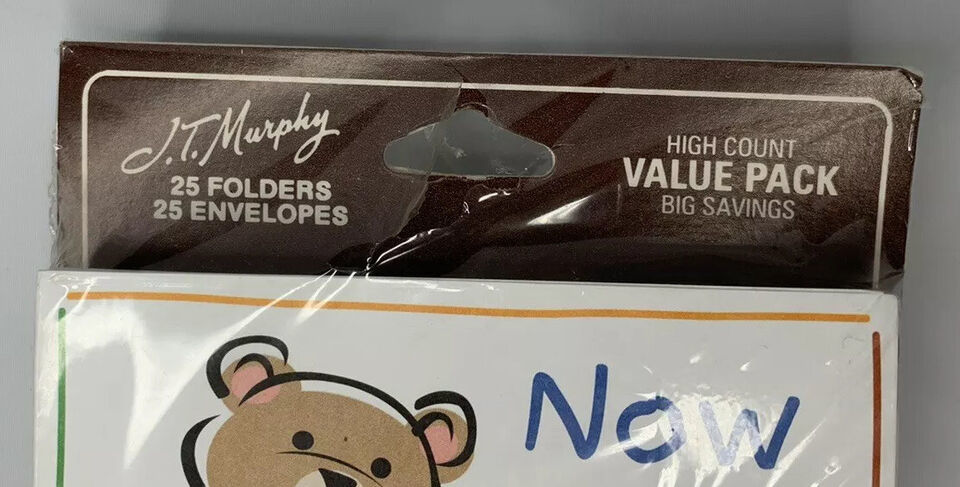 J.T. Murphy
25 FOLDERS
25 ENVELOPES
HIGH COUNT
VALUE PACK
BIG SAVINGS
NOW